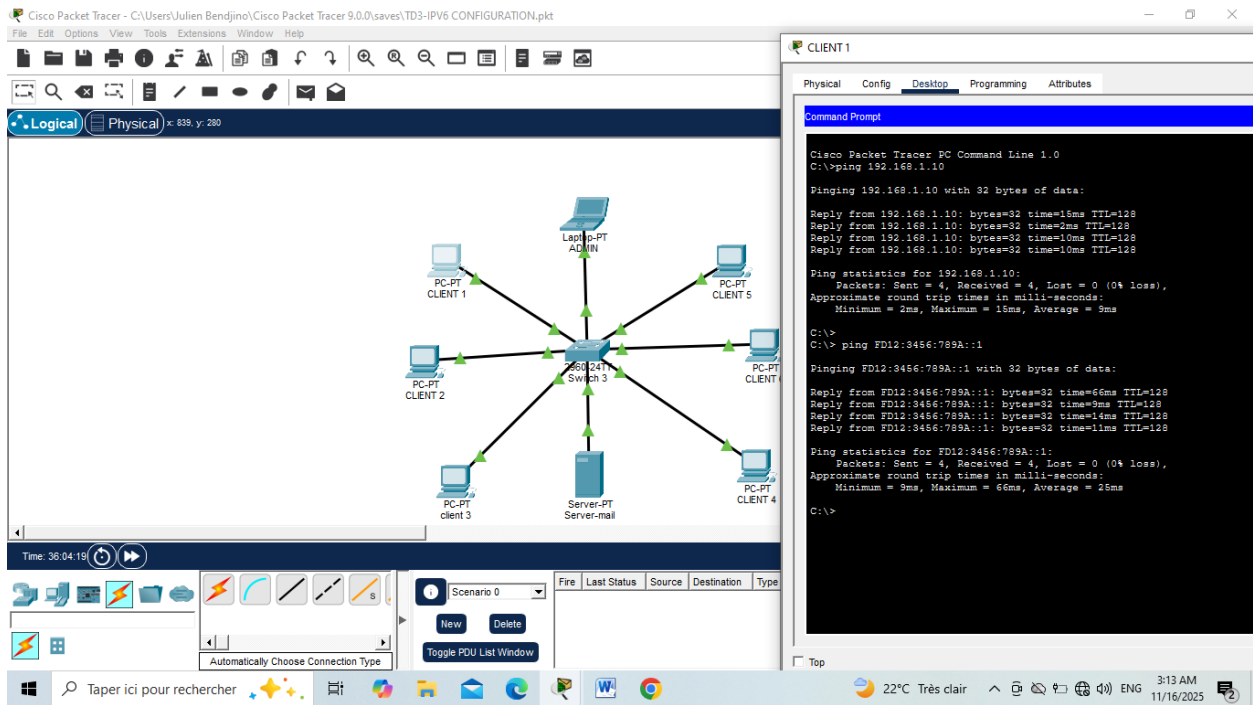 Cisco Packet Tracer - C:\Users\Julien Bendjino\Cisco Packet Tracer 9.0.0\saves\TD3-IPV6 CONFIGURATION.pkt
File Edit Options View Tools Extensions Window Help
Logical Physical x: 839, y: 280
Laptop-PT
ADMIN
PC-PT
CLIENT 1
PC-PT
CLIENT 5
2960-24TT
Switch 3
PC-PT
CLIENT 2
PC-PT
CLIENT
PC-PT
client 3
Server-PT
Server-mail
PC-PT
CLIENT 4
Time: 36:04:19
Scenario 0
New Delete
Toggle PDU List Window
Fire Last Status Source Destination Type
S
Automatically Choose Connection Type
CLIENT 1
Physical Config Desktop Programming Attributes
Command Prompt
Cisco Packet Tracer PC Command Line 1.0
C:\>ping 192.168.1.10
Pinging 192.168.1.10 with 32 bytes of data:
Reply from 192.168.1.10: bytes=32 time=15ms TTL=128
Reply from 192.168.1.10: bytes=32 time=2ms TTL=128
Reply from 192.168.1.10: bytes=32 time=10ms TTL=128
Reply from 192.168.1.10: bytes=32 time=10ms TTL=128
Ping statistics for 192.168.1.10:
Packets: Sent = 4, Received = 4, Lost = 0 (0% loss),
Approximate round trip times in milli-seconds:
Minimum = 2ms, Maximum = 15ms, Average = 9ms
C:\>
C:\> ping FD12:3456:789A::1
Pinging FD12:3456:789A::1 with 32 bytes of data:
Reply from FD12:3456:789A::1: bytes=32 time=66ms TTL=128
Reply from FD12:3456:789A::1: bytes=32 time=9ms TTL=128
Reply from FD12:3456:789A::1: bytes=32 time=14ms TTL=128
Reply from FD12:3456:789A::1: bytes=32 time=11ms TTL=128
Ping statistics for FD12:3456:789A::1:
Packets: Sent = 4, Received = 4, Lost = 0 (0% loss),
Approximate round trip times in milli-seconds:
Minimum = 9ms, Maximum = 66ms, Average = 25ms
C:\>
Top
Taper ici pour rechercher
22°C Très clair
ENG
3:13 AM
11/16/2025
2